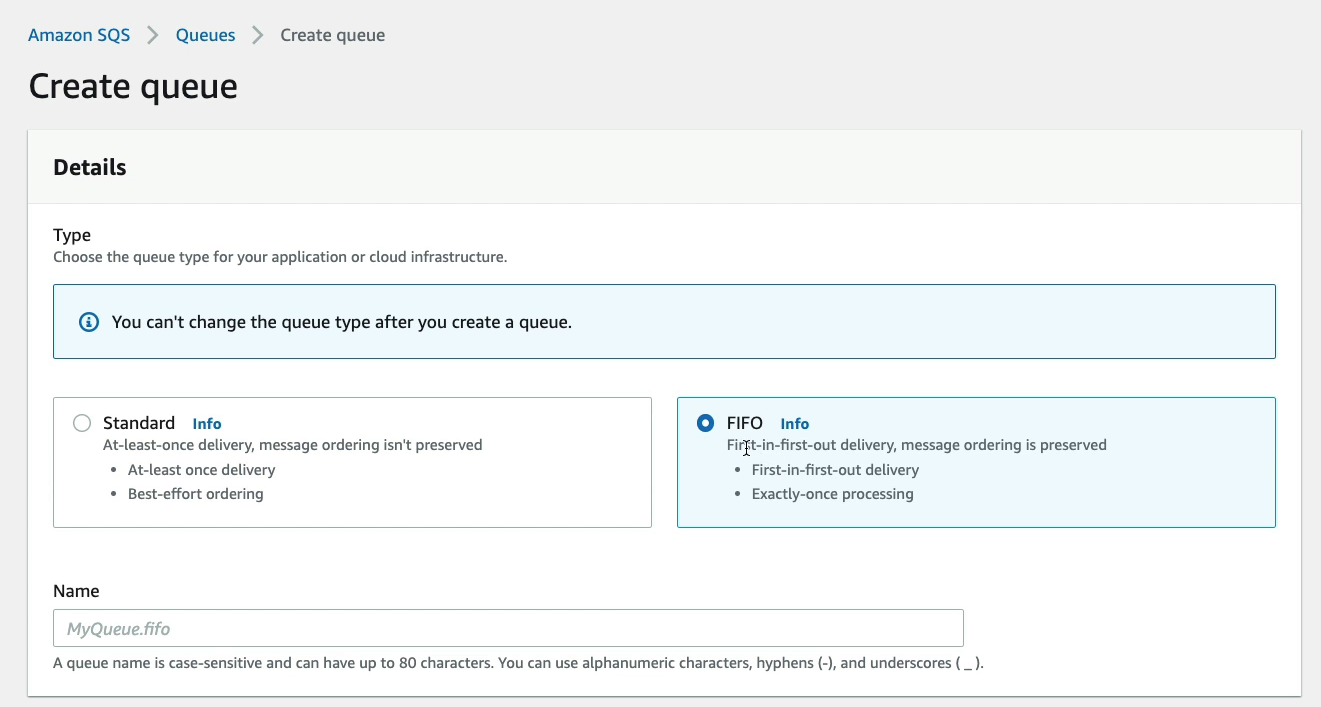 Amazon SQS > Queues > Create queue
Create queue
Details
Type
Choose the queue type for your application or cloud infrastructure.
You can't change the queue type after you create a queue.
Standard Info
At-least-once delivery, message ordering isn't preserved
• At-least once delivery
• Best-effort ordering
FIFO Info
First-in-first-out delivery, message ordering is preserved
• First-in-first-out delivery
• Exactly-once processing
Name
MyQueue.fifo
A queue name is case-sensitive and can have up to 80 characters. You can use alphanumeric characters, hyphens (-), and underscores ( _ ).